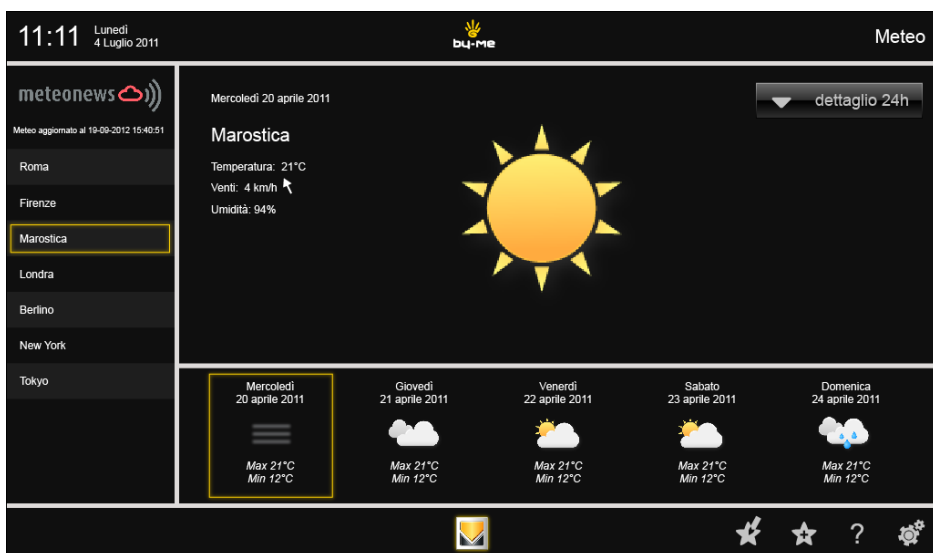 11:11
Lunedì
4 Luglio 2011
by-me
Meteo
meteonews
Meteo aggiornato al 19-09-2012 15:40:51
Roma
Firenze
Marostica
Londra
Berlino
New York
Tokyo
Mercoledì 20 aprile 2011
dettaglio 24h
Marostica
Temperatura: 21°C
Venti: 4 km/h
Umidità: 94%
Mercoledì
20 aprile 2011
Max 21°C
Min 12°C
Giovedì
21 aprile 2011
Max 21°C
Min 12°C
Venerdì
22 aprile 2011
Max 21°C
Min 12°C
Sabato
23 aprile 2011
Max 21°C
Min 12°C
Domenica
24 aprile 2011
Max 21°C
Min 12°C
?